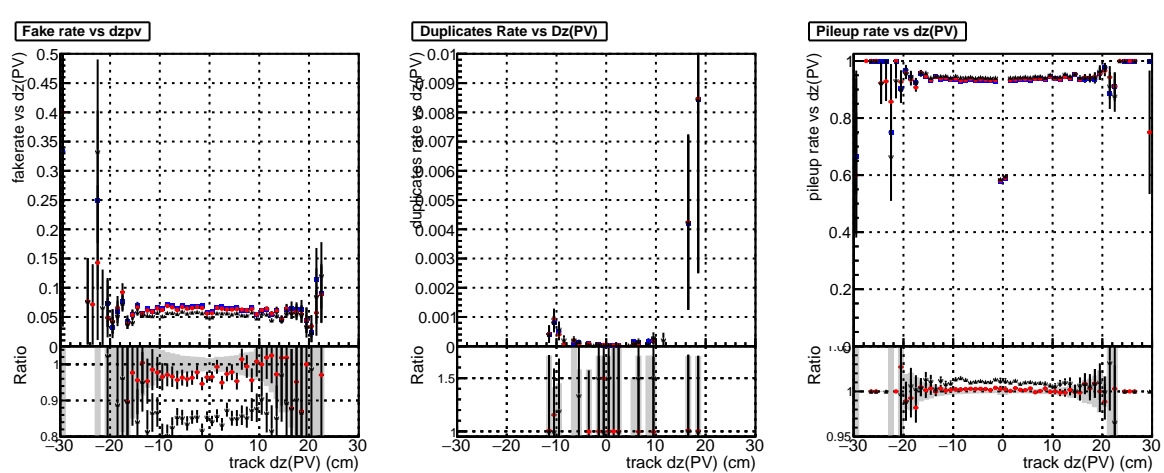 Fake rate vs dzpv
fakerate vs dz(PV)
0.5
0.45
0.4
0.35
0.3
0.25
0.2
0.15
0.1
0.05
0
Ratio
1
0.9
0.8
−30 −20 −10 0 10 20 30
track dz(PV) (cm)
Duplicates Rate vs Dz(PV)
duplicates rate vs dz(PV)
0.01
0.009
0.008
0.007
0.006
0.005
0.004
0.003
0.002
0.001
0
Ratio
1.5
1
−30 −20 −10 0 10 20 30
track dz(PV) (cm)
Pileup rate vs dz(PV)
pileup rate vs dz(PV)
1
0.8
0.6
0.4
0.2
0
Ratio
1
0.95
−30 −20 −10 0 10 20 30
track dz(PV) (cm)